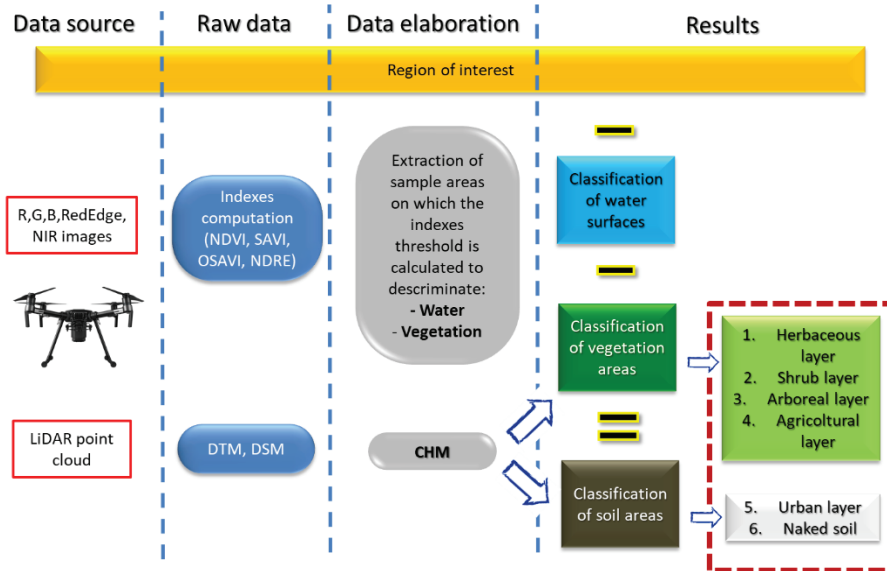 Data source
Raw data
Data elaboration
Results
Region of interest
R,G,B,RedEdge,
NIR images
Indexes
computation
(NDVI, SAVI,
OSAVI, NDRE)
Extraction of
sample areas
on which the
indexes
threshold is
calculated to
descriminate:
- Water
- Vegetation
Classification
of water
surfaces
Classification
of vegetation
areas
1. Herbaceous
layer
2. Shrub layer
3. Arboreal layer
4. Agricoltural
layer
LiDAR point
cloud
DTM, DSM
CHM
Classification
of soil areas
5. Urban layer
6. Naked soil